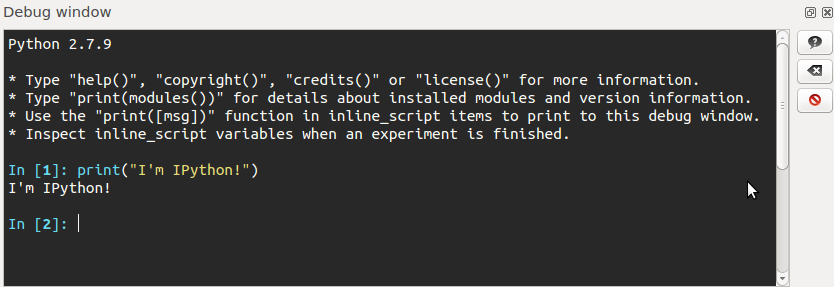 Debug window
Python 2.7.9
* Type "help()", "copyright()", "credits()" or "license()" for more information.
* Type "print(modules())" for details about installed modules and version information.
* Use the "print([msg])" function in inline_script items to print to this debug window.
* Inspect inline_script variables when an experiment is finished.
In [1]: print("I'm IPython!")
I'm IPython!
In [2]: